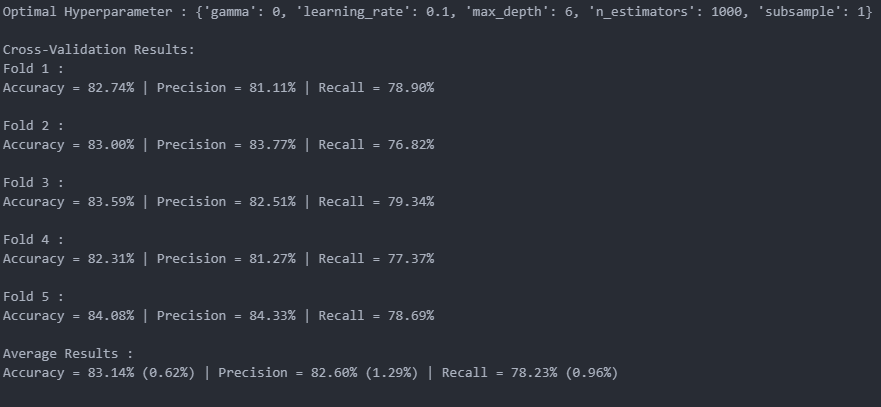 Optimal Hyperparameter : {'gamma': 0, 'learning_rate': 0.1, 'max_depth': 6, 'n_estimators': 1000, 'subsample': 1}
Cross-Validation Results:
Fold 1 :
Accuracy = 82.74% | Precision = 81.11% | Recall = 78.90%
Fold 2 :
Accuracy = 83.00% | Precision = 83.77% | Recall = 76.82%
Fold 3 :
Accuracy = 83.59% | Precision = 82.51% | Recall = 79.34%
Fold 4 :
Accuracy = 82.31% | Precision = 81.27% | Recall = 77.37%
Fold 5 :
Accuracy = 84.08% | Precision = 84.33% | Recall = 78.69%
Average Results :
Accuracy = 83.14% (0.62%) | Precision = 82.60% (1.29%) | Recall = 78.23% (0.96%)